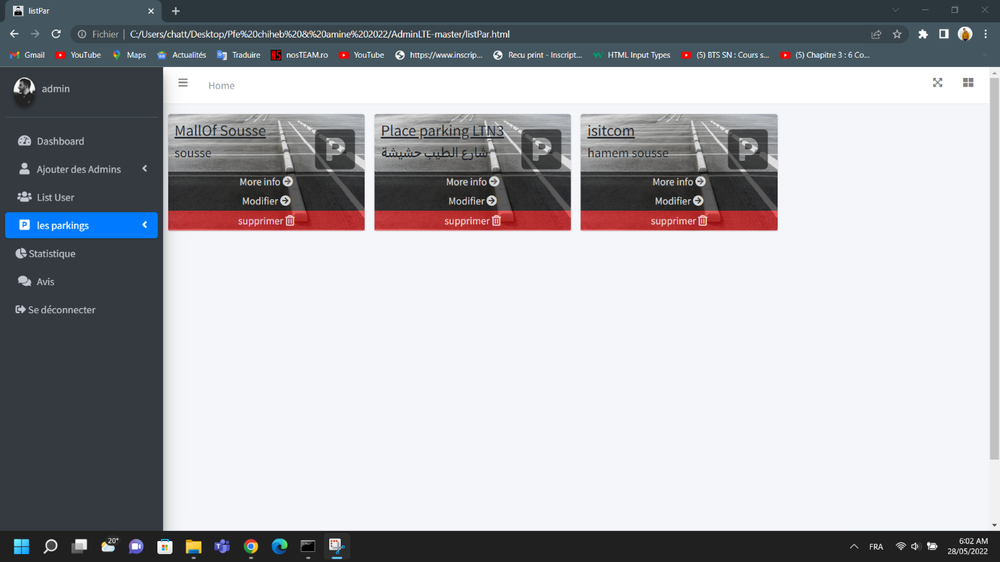 listPar
Fichier | C:/Users/chatt/Desktop/Pfe%20chiheb%20&%20amine%202022/AdminLTE-master/listPar.html
Gmail YouTube Maps Actualités Traduire nosTEAM.ro YouTube https://www.inscrip... Recu print - Inscript... HTML Input Types (5) BTS SN : Cours s... (5) Chapitre 3 : 6 Co...
admin
Home
Dashboard
Ajouter des Admins
List User
les parkings
Statistique
Avis
Se déconnecter
MallOf Sousse
sousse
More info
Modifier
supprimer
Place parking LTN3
شارع الطيب حشيشة
More info
Modifier
supprimer
isitcom
hamem sousse
More info
Modifier
supprimer
20°
FRA
6:02 AM
28/05/2022